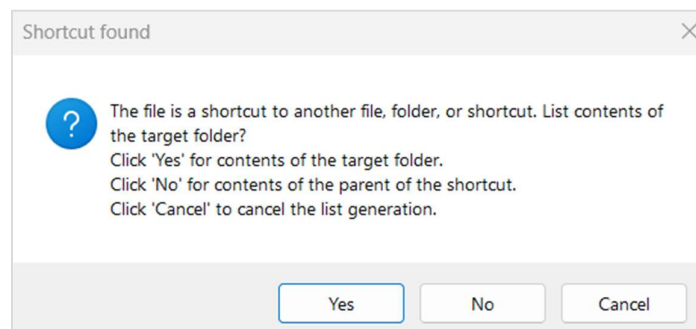 Shortcut found
The file is a shortcut to another file, folder, or shortcut. List contents of
the target folder?
Click 'Yes' for contents of the target folder.
Click 'No' for contents of the parent of the shortcut.
Click 'Cancel' to cancel the list generation.
Yes No Cancel